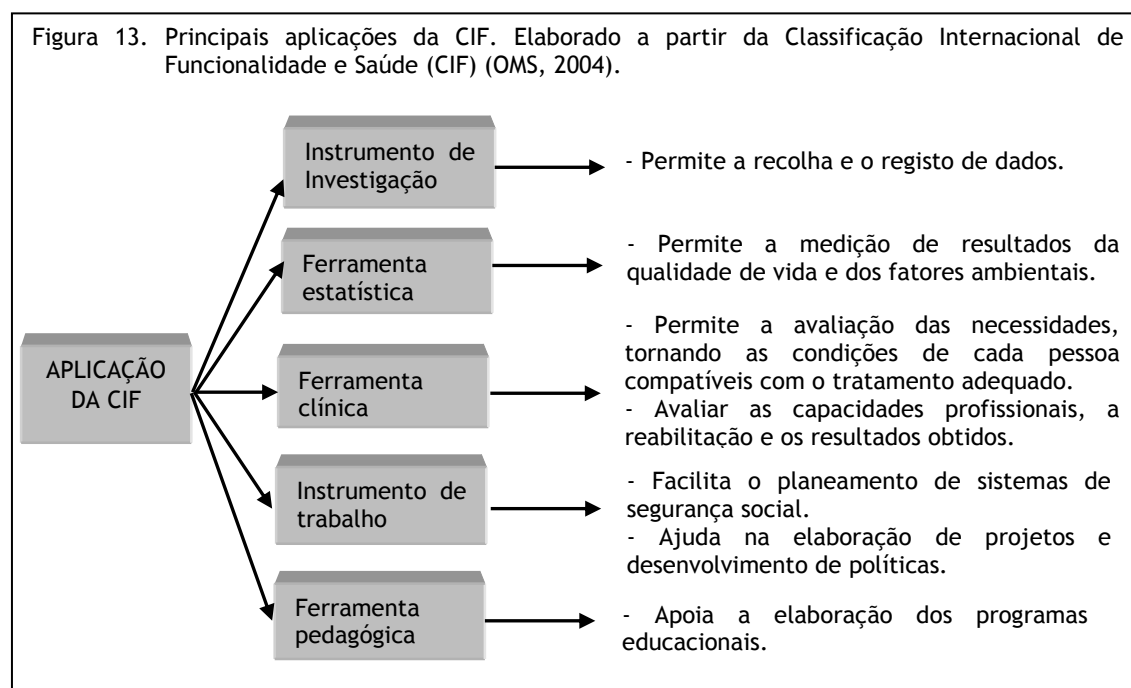 Figura 13. Principais aplicações da CIF. Elaborado a partir da Classificação Internacional de
Funcionalidade e Saúde (CIF) (OMS, 2004).
APLICAÇÃO
DA CIF
Instrumento de
Investigação
- Permite a recolha e o registo de dados.
Ferramenta
estatística
- Permite a medição de resultados da
qualidade de vida e dos fatores ambientais.
Ferramenta
clínica
- Permite a avaliação das necessidades,
tornando as condições de cada pessoa
compatíveis com o tratamento adequado.
- Avaliar as capacidades profissionais, a
reabilitação e os resultados obtidos.
Instrumento de
trabalho
- Facilita o planeamento de sistemas de
segurança social.
- Ajuda na elaboração de projetos e
desenvolvimento de políticas.
Ferramenta
pedagógica
- Apoia a elaboração dos programas
educacionais.